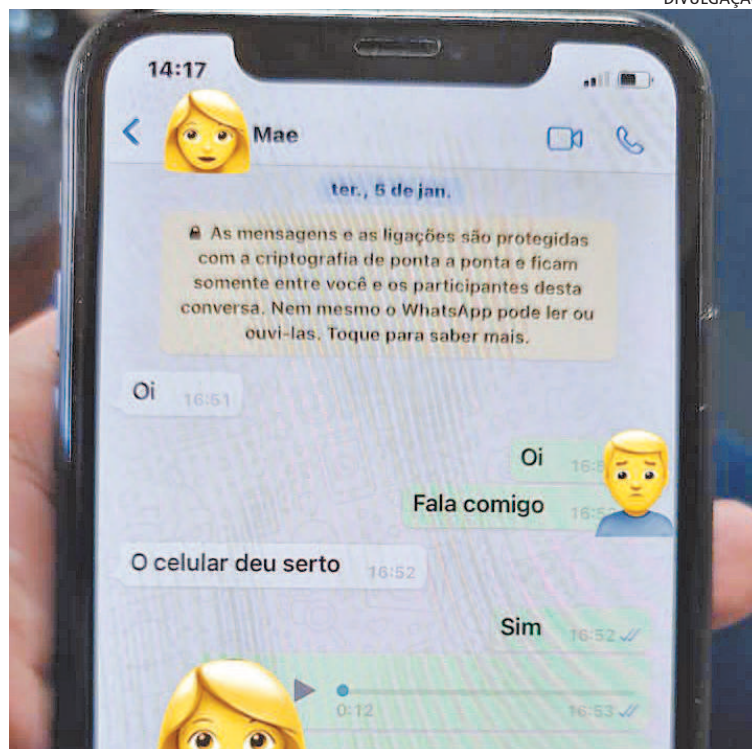 14:17
Mae
ter., 5 de jan.
As mensagens e as ligações são protegidas
com a criptografia de ponta a ponta e ficam
somente entre você e os participantes desta
conversa. Nem mesmo o WhatsApp pode ler ou
ouvi-las. Toque para saber mais.
Oi 16:51
Oi
Fala comigo
O celular deu serto 16:52
Sim 16:52
0:12 16:53